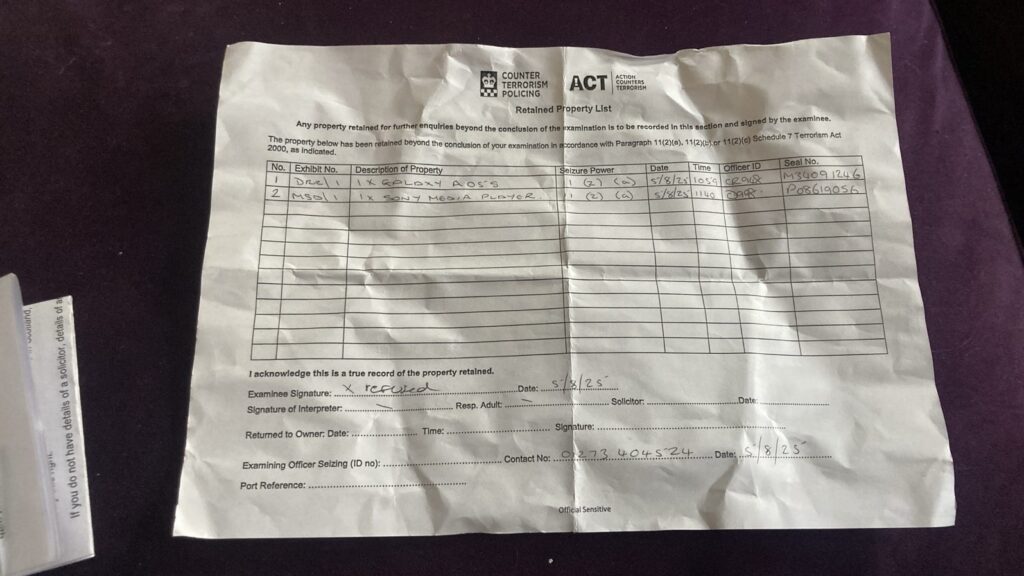 COUNTER
TERRORISM
POLICING
ACT
ACTION
COUNTERS
TERRORISM
Retained Property List
Any property retained for further enquiries beyond the conclusion of the examination is to be recorded in this section and signed by the examinee.
The property below has been retained beyond the conclusion of your examination in accordance with Paragraph 11(2)(a), 11(2)(b) or 11(2)(c) Schedule 7 Terrorism Act
2000, as indicated.
No. Exhibit No. Description of Property Seizure Power Date Time Officer ID Seal No.
1 1 X GALAXY A05S 11 (2) (a) 5/8/25 1059 M34091246
2 MSD/1 1X SONY MEDIA PLAYER 11 (2) (a) 5/8/25 1140 P08619056
I acknowledge this is a true record of the property retained.
Examinee Signature: X refused Date: 5/8/25
Signature of Interpreter: Resp. Adult: Solicitor: Date:
Returned to Owner: Date: Time: Signature:
Examining Officer Seizing (ID no): Contact No: 01273 404524 Date: 5/8/25
Port Reference:
Official Sensitive
If you do not have details of a solicitor, details of a